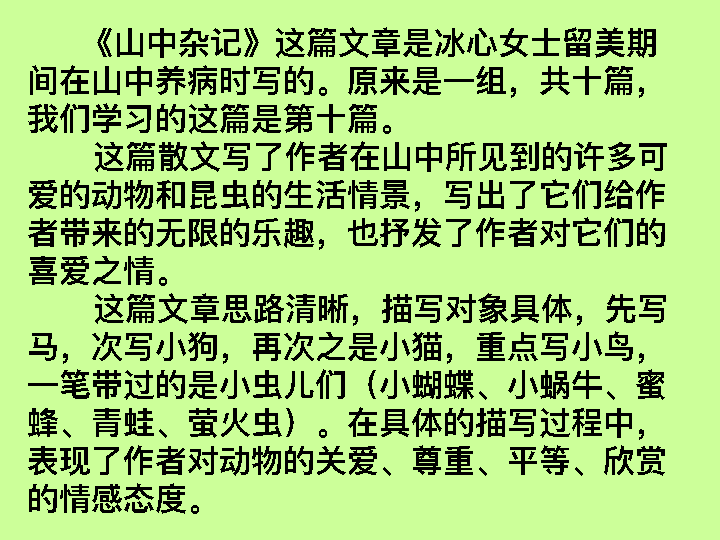 《山中杂记》这篇文章是冰心女士留美期
间在山中养病时写的。原来是一组，共十篇，
我们学习的这篇是第十篇。
这篇散文写了作者在山中所见到的许多可
爱的动物和昆虫的生活情景，写出了它们给作
者带来的无限的乐趣，也抒发了作者对它们的
喜爱之情。
这篇文章思路清晰，描写对象具体，先写
马，次写小狗，再次之是小猫，重点写小鸟，
一笔带过的是小虫儿们（小蝴蝶、小蜗牛、蜜
蜂、青蛙、萤火虫）。在具体的描写过程中，
表现了作者对动物的关爱、尊重、平等、欣赏
的情感态度。